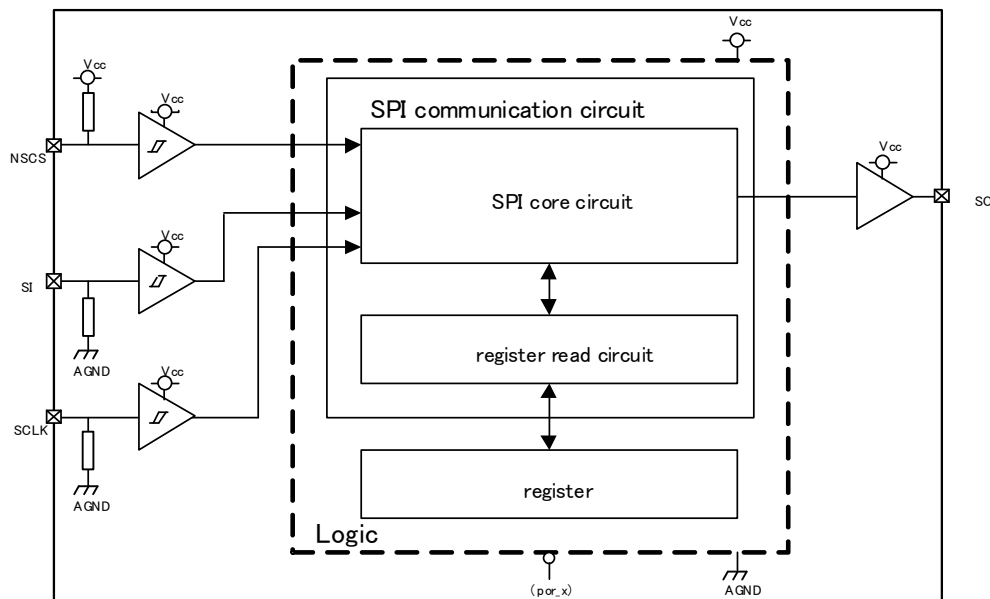 Vcc
Vcc
Vcc
SPI communication circuit
NSCS
Vcc
SPI core circuit
Vcc
SI
AGND
register read circuit
Vcc
SCLK
AGND
register
Logic
(por_x)
AGND